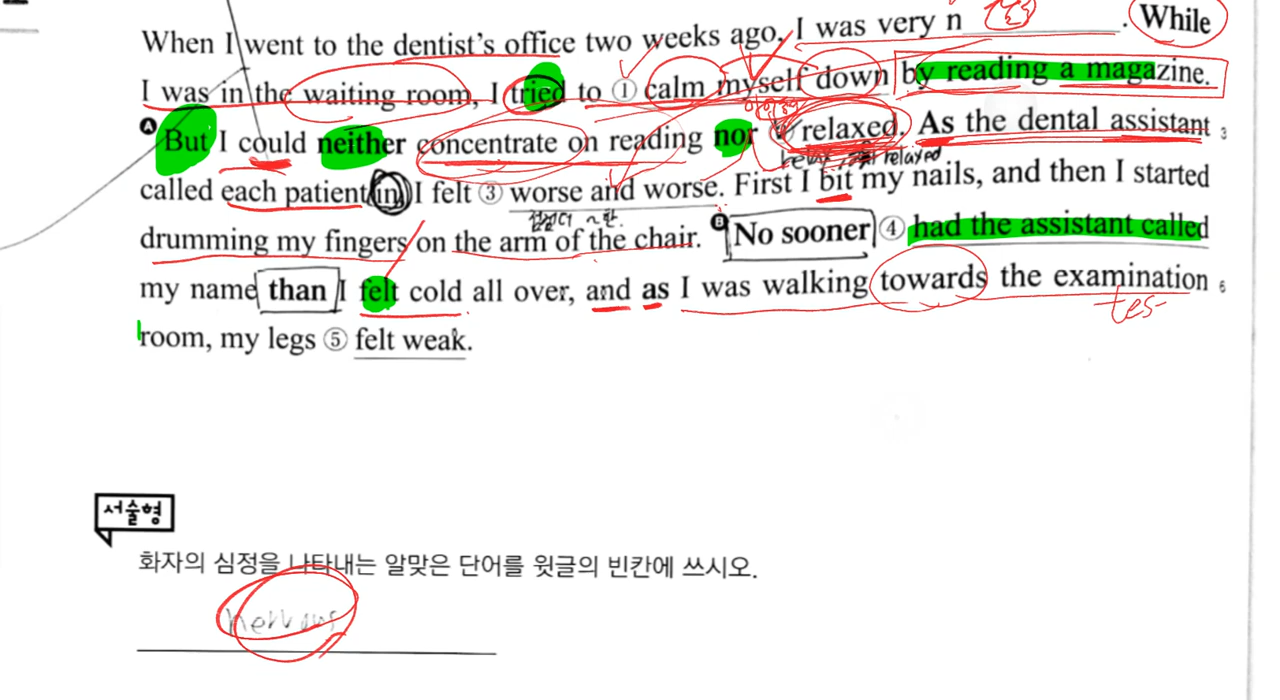 When I went to the dentist's office two weeks ago, I was very n ____________. While
I was in the waiting room, I tried to ① calm myself down by reading a magazine.
Ⓐ But I could neither concentrate on reading nor relaxed. As the dental assistant 3
relaxed
called each patient in, I felt ③ worse and worse. First I bit my nails, and then I started
drumming my fingers on the arm of the chair. Ⓑ No sooner ④ had the assistant called
my name than I felt cold all over, and as I was walking towards the examination 6
tes
room, my legs ⑤ felt weak.
서술형
화자의 심정을 나타내는 알맞은 단어를 윗글의 빈칸에 쓰시오.
nervous